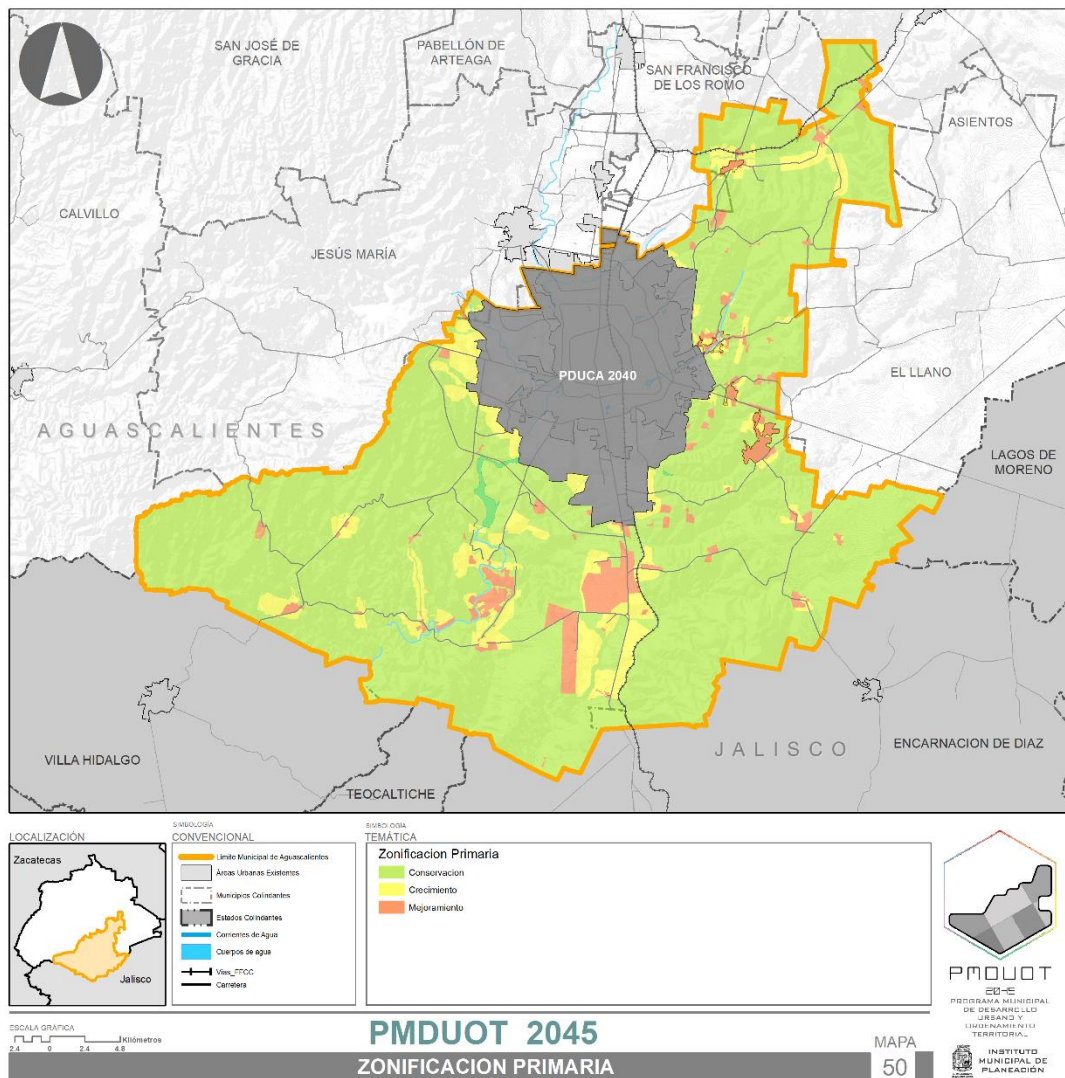 SAN JOSÉ DE
GRACIA
PABELLÓN DE
ARTEAGA
SAN FRANCISCO
DE LOS ROMO
ASIENTOS
CALVILLO
JESÚS MARÍA
PDUCA 2040
EL LLANO
AGUASCALIENTES
LAGOS DE
MORENO
JALISCO
ENCARNACION DE DIAZ
VILLA HIDALGO
TEOCALTICHE
LOCALIZACIÓN
Zacatecas
Jalisco
SIMBOLOGÍA
CONVENCIONAL
Límite Municipal de Aguascalientes
Áreas Urbanas Existentes
Municipios Colindantes
Estados Colindantes
Corrientes de Agua
Cuerpos de agua
Vías_FFCC
Carretera
SIMBOLOGÍA
TEMÁTICA
Zonificacion Primaria
Conservacion
Crecimiento
Mejoramiento
PMDUOT
2045
PROGRAMA MUNICIPAL
DE DESARROLLO
URBANO Y
ORDENAMIENTO
TERRITORIAL
ESCALA GRÁFICA
Kilómetros
2.4 0 2.4 4.8
PMDUOT 2045
ZONIFICACION PRIMARIA
MAPA
50
INSTITUTO
MUNICIPAL DE
PLANEACIÓN